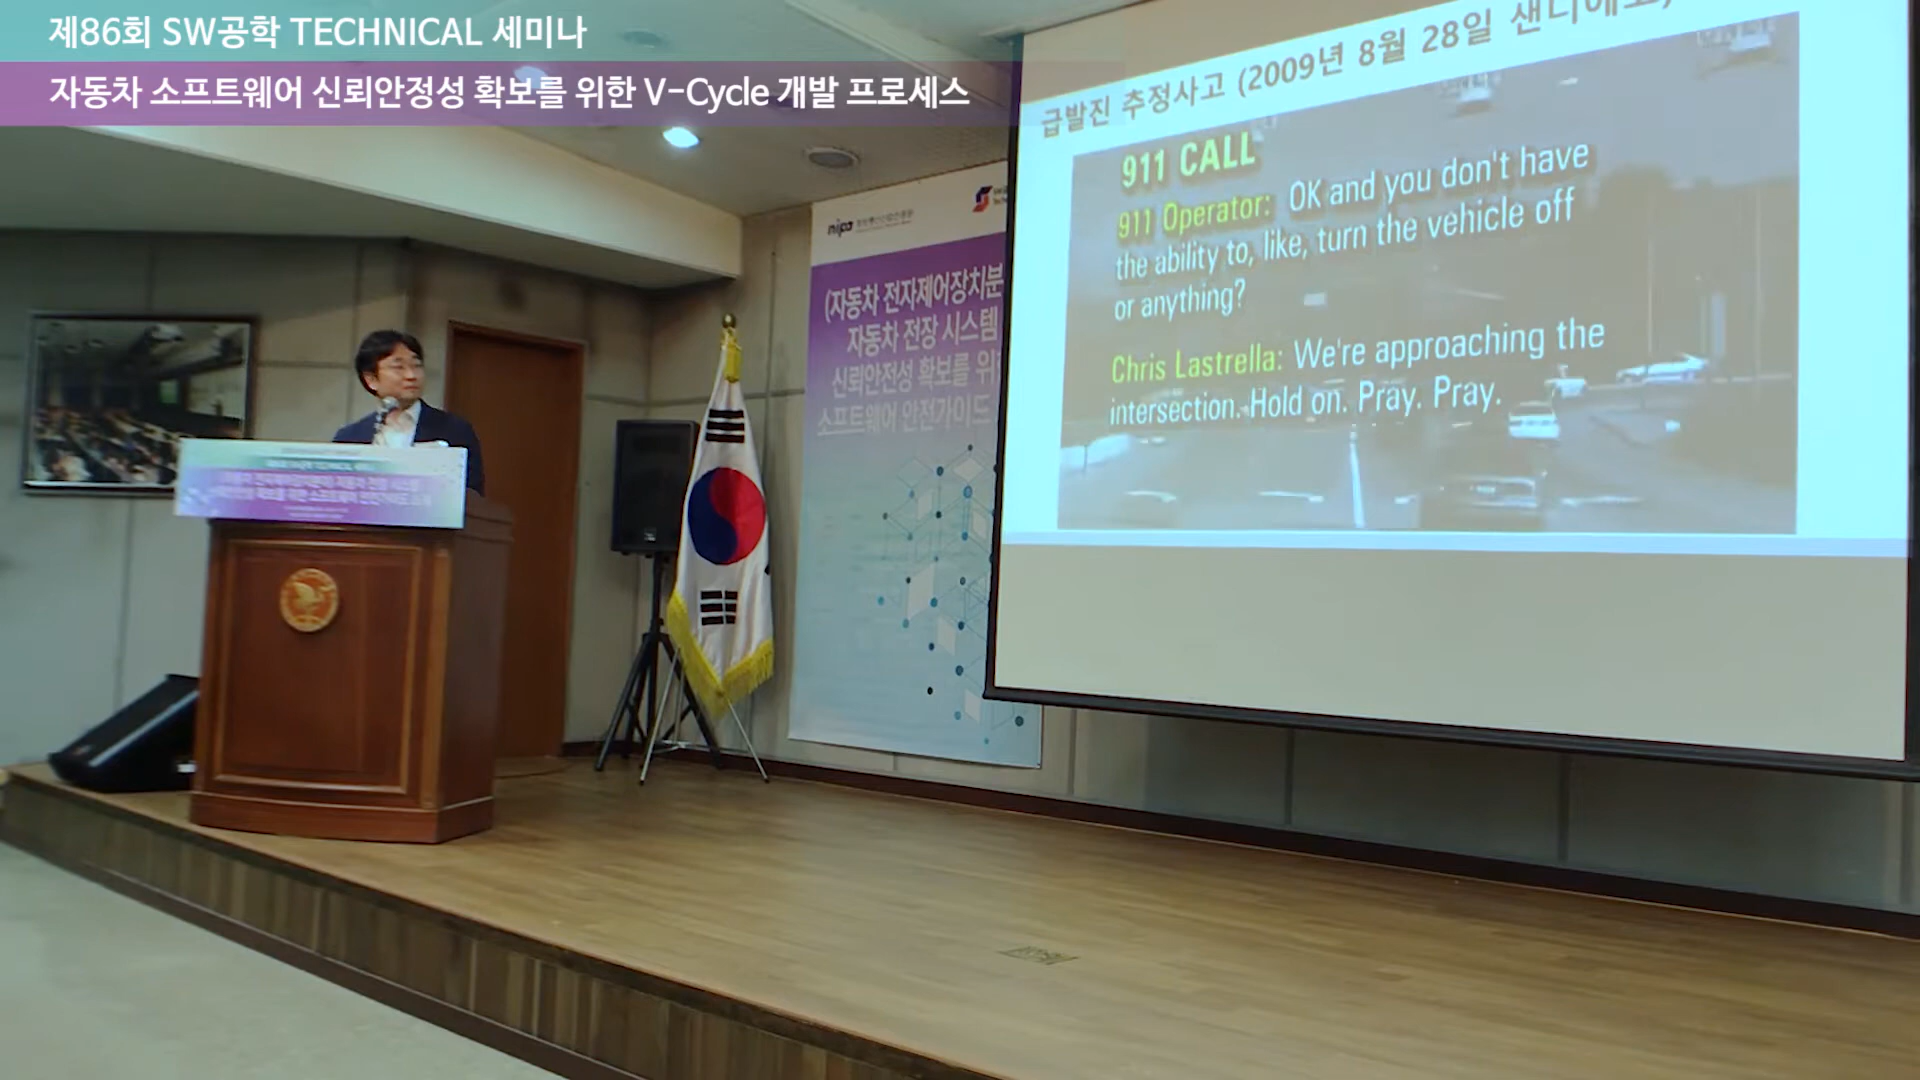 제86회 SW공학 TECHNICAL 세미나
자동차 소프트웨어 신뢰안정성 확보를 위한 V-Cycle 개발 프로세스
급발진 추정사고 (2009년 8월 28일 샌디에고)
911 CALL
911 Operator: OK and you don't have
the ability to, like, turn the vehicle off
or anything?
Chris Lastrella: We're approaching the
intersection. Hold on. Pray. Pray.
nipa
(자동차 전자제어장치분
자동차 전장 시스템
신뢰안전성 확보를 위
소프트웨어 안전가이드